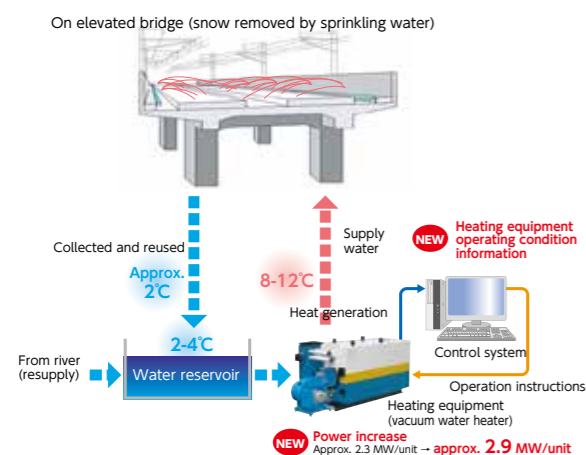 On elevated bridge (snow removed by sprinkling water)
Collected and reused
Approx.
2℃
8-12℃
Supply
water
NEW
Heating equipment
operating condition
information
Heat generation
2-4℃
Control system
From river
(resupply)
Water reservoir
Operation instructions
Heating equipment
(vacuum water heater)
NEW
Power increase
Approx. 2.3 MW/unit → approx. 2.9 MW/unit